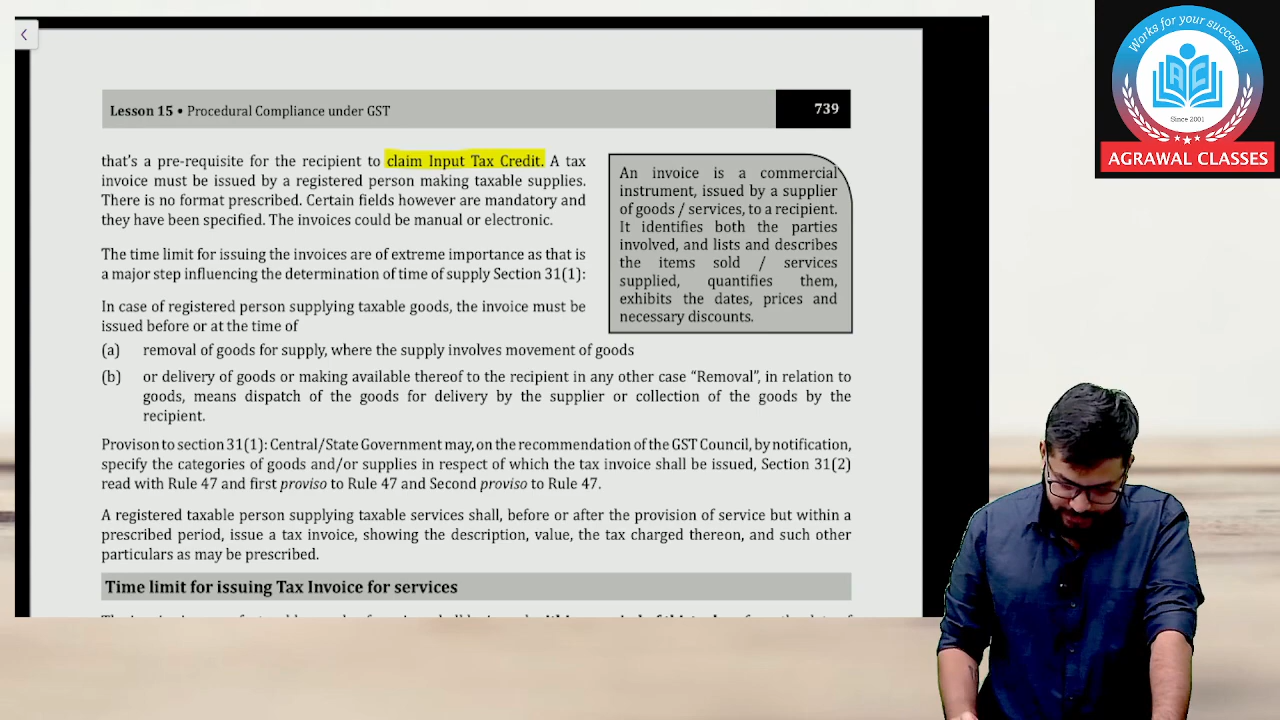 Lesson 15 • Procedural Compliance under GST
739
that's a pre-requisite for the recipient to claim Input Tax Credit. A tax
invoice must be issued by a registered person making taxable supplies.
There is no format prescribed. Certain fields however are mandatory and
they have been specified. The invoices could be manual or electronic.
The time limit for issuing the invoices are of extreme importance as that is
a major step influencing the determination of time of supply Section 31(1):
In case of registered person supplying taxable goods, the invoice must be
issued before or at the time of
An invoice is a commercial
instrument, issued by a supplier
of goods / services, to a recipient.
It identifies both the parties
involved, and lists and describes
the items sold / services
supplied, quantifies them,
exhibits the dates, prices and
necessary discounts.
(a) removal of goods for supply, where the supply involves movement of goods
(b) or delivery of goods or making available thereof to the recipient in any other case “Removal”, in relation to
goods, means dispatch of the goods for delivery by the supplier or collection of the goods by the
recipient.
Provison to section 31(1): Central/State Government may, on the recommendation of the GST Council, by notification,
specify the categories of goods and/or supplies in respect of which the tax invoice shall be issued, Section 31(2)
read with Rule 47 and first proviso to Rule 47 and Second proviso to Rule 47.
A registered taxable person supplying taxable services shall, before or after the provision of service but within a
prescribed period, issue a tax invoice, showing the description, value, the tax charged thereon, and such other
particulars as may be prescribed.
Time limit for issuing Tax Invoice for services
Works for your success!
AC
Since 2001
AGRAWAL CLASSES